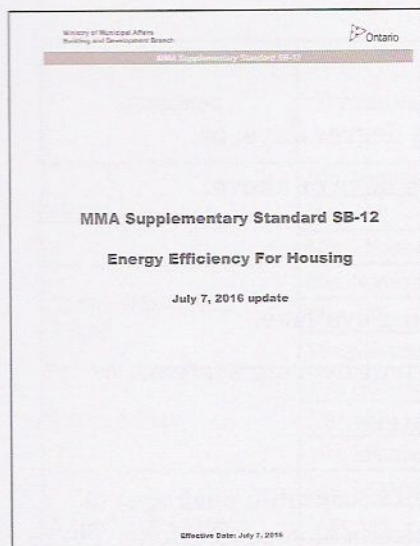 Ministry of Municipal Affairs
Building and Development Branch
Ontario
MMA Supplementary Standard SB-12
MMA Supplementary Standard SB-12
Energy Efficiency For Housing
July 7, 2016 update
Effective Date: July 7, 2016